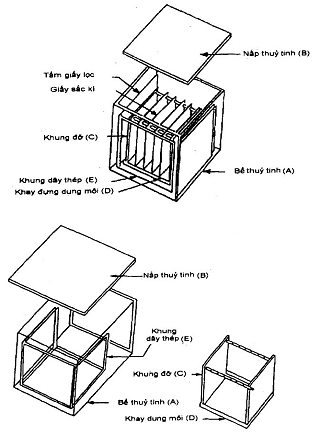 Nắp thuỷ tinh (B)
Tấm giấy lọc
Giấy sắc kí
Khung đỡ (C)
Khung dây thép (E)
Khay đựng dung môi (D)
Bể thuỷ tinh (A)
Nắp thuỷ tinh (B)
Khung
dây thép (E)
Khung đỡ (C)
Bể thuỷ tinh (A)
Khay dung môi (D)